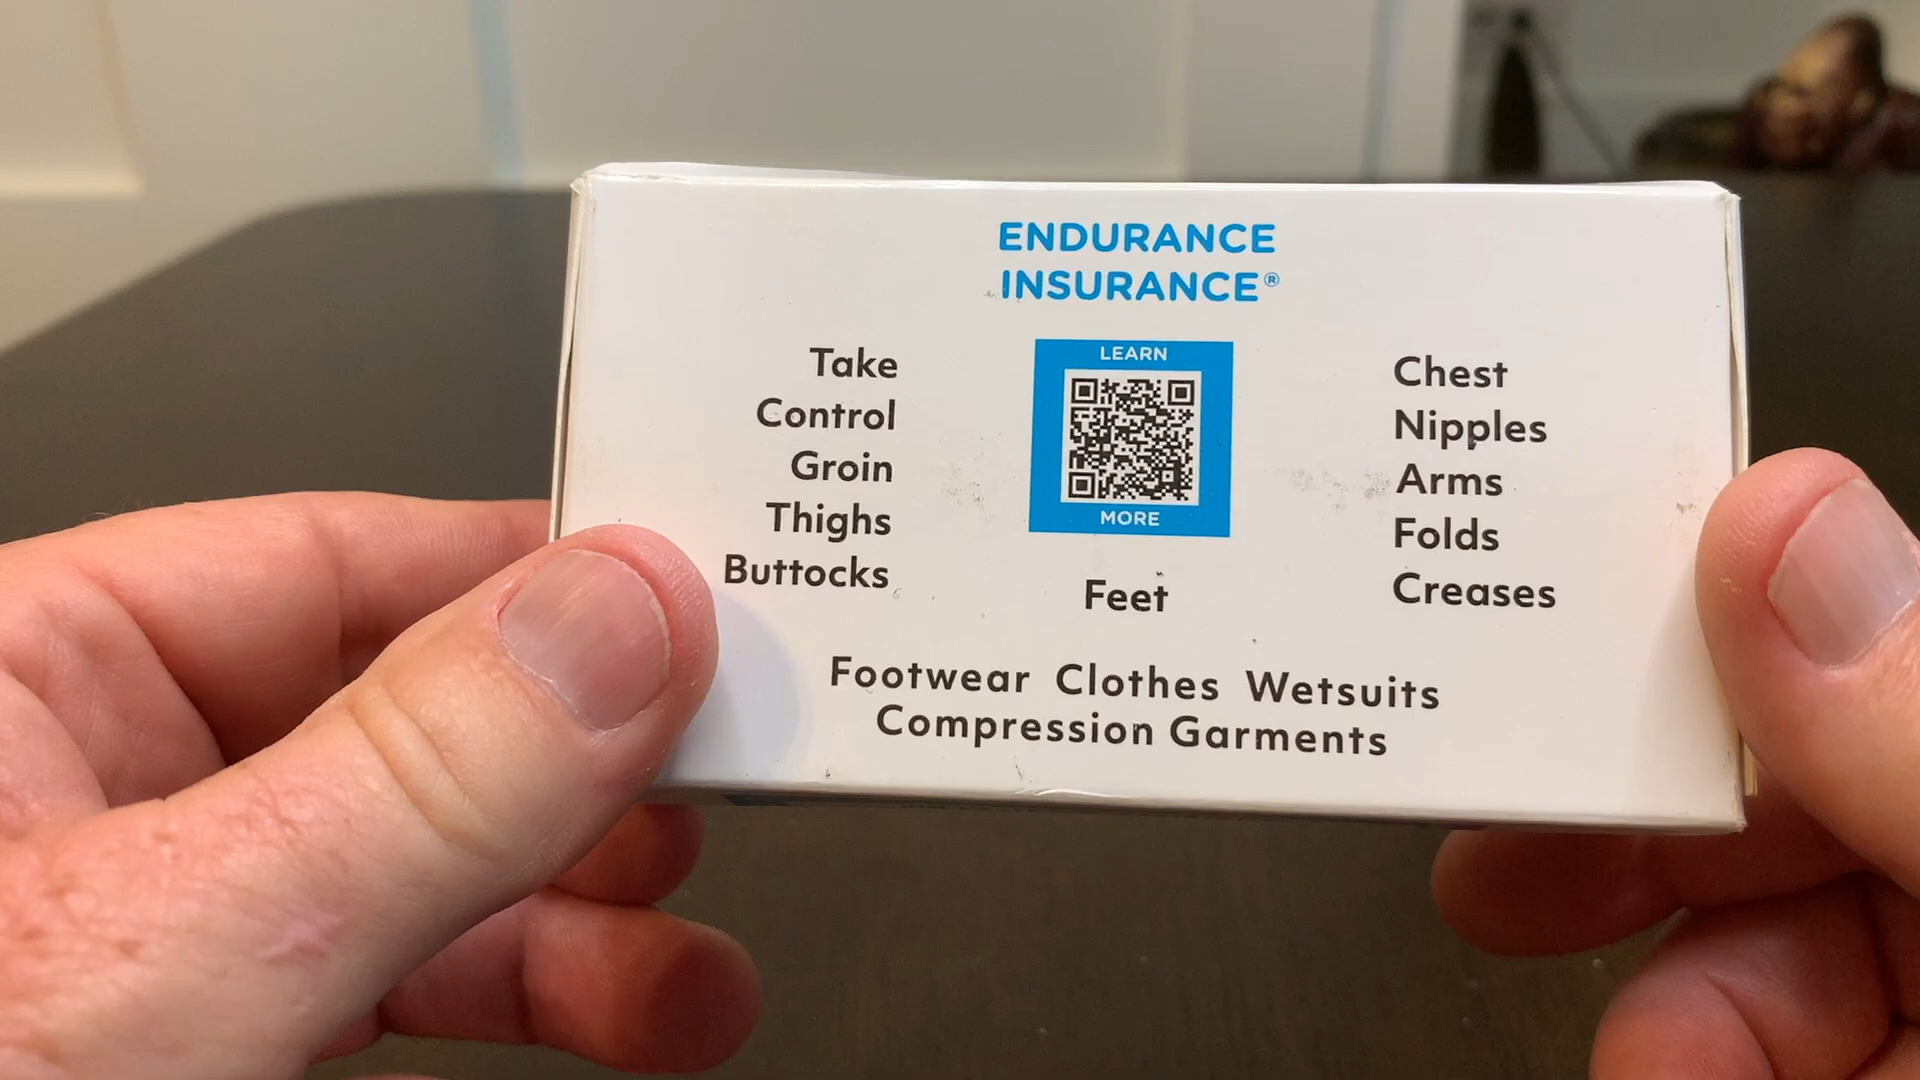 ENDURANCE
INSURANCE®
Take
Control
Groin
Thighs
Buttocks
LEARN
MORE
Feet
Chest
Nipples
Arms
Folds
Creases
Footwear Clothes Wetsuits
Compression Garments